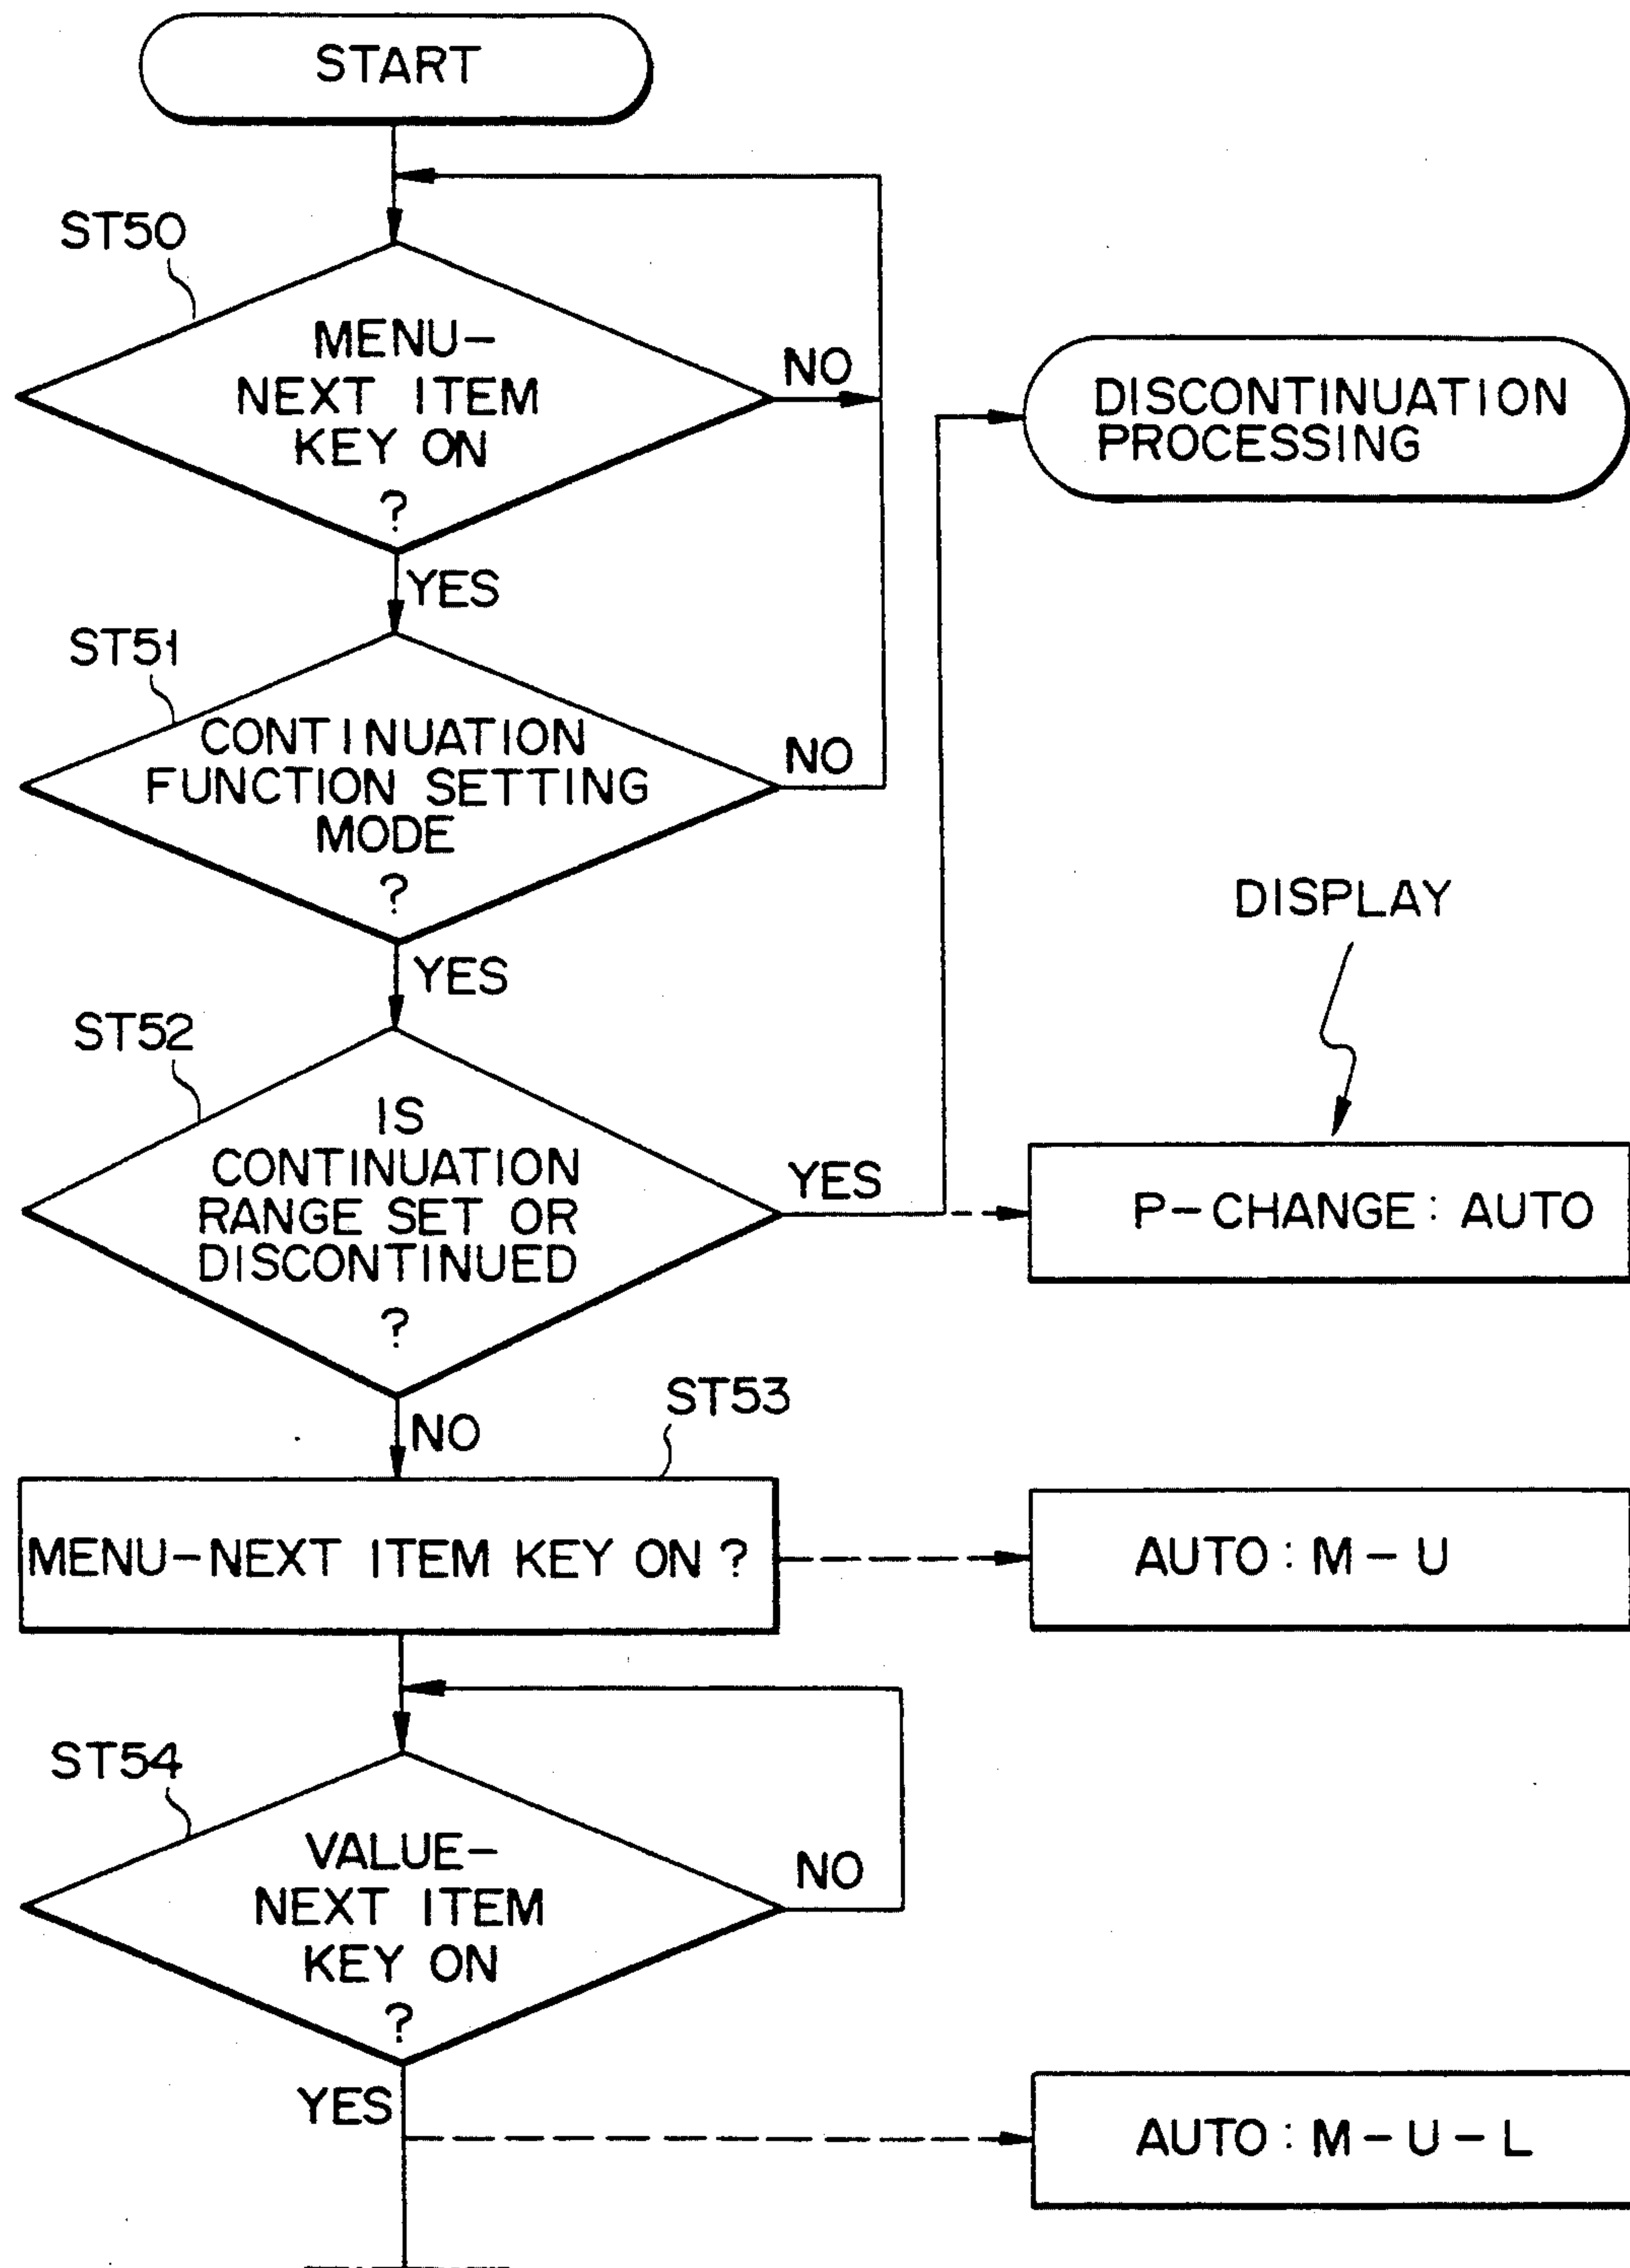 START
ST50
MENU-
NEXT ITEM
KEY ON
?
NO
YES
DISCONTINUATION
PROCESSING
ST51
CONTINUATION
FUNCTION SETTING
MODE
?
NO
YES
DISPLAY
ST52
IS
CONTINUATION
RANGE SET OR
DISCONTINUED
?
YES
P-CHANGE: AUTO
NO
ST53
MENU-NEXT ITEM KEY ON ?
AUTO: M-U
ST54
VALUE-
NEXT ITEM
KEY ON
?
NO
YES
AUTO: M-U-L